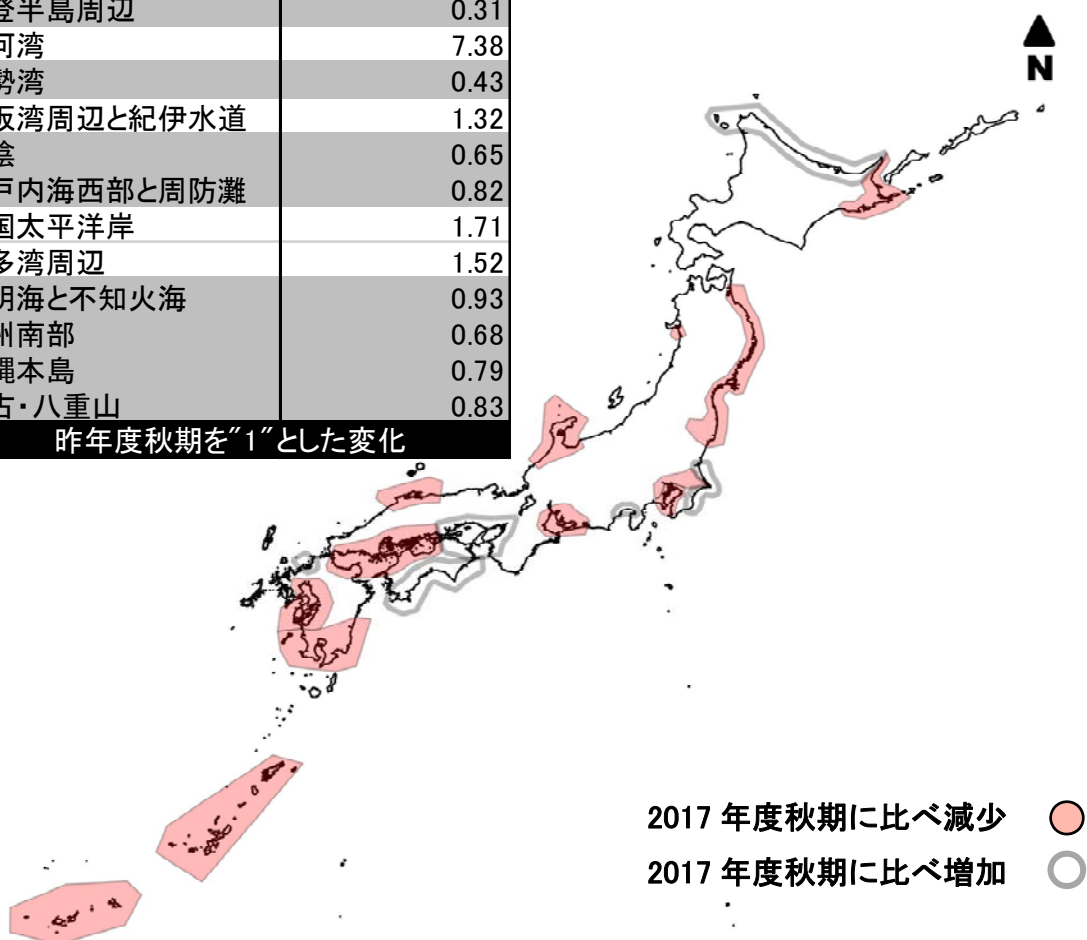 登半島周辺 0.31
河湾 7.38
勢湾 0.43
阪湾周辺と紀伊水道 1.32
陰 0.65
戸内海西部と周防灘 0.82
国太平洋岸 1.71
多湾周辺 1.52
明海と不知火海 0.93
州南部 0.68
縄本島 0.79
古・八重山 0.83
昨年度秋期を"1"とした変化
N
2017 年度秋期に比べ減少
2017 年度秋期に比べ増加